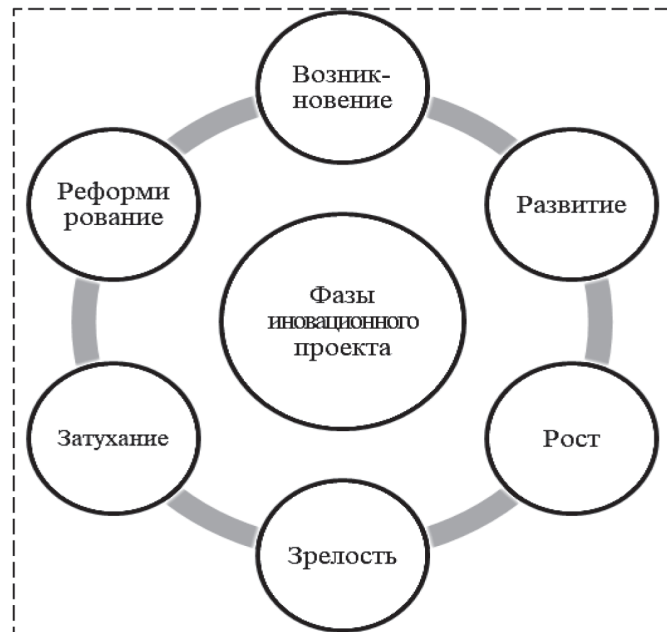 Возник-
новение
Развитие
Рост
Зрелость
Затухание
Реформи
рование
Фазы
иновационного
проекта